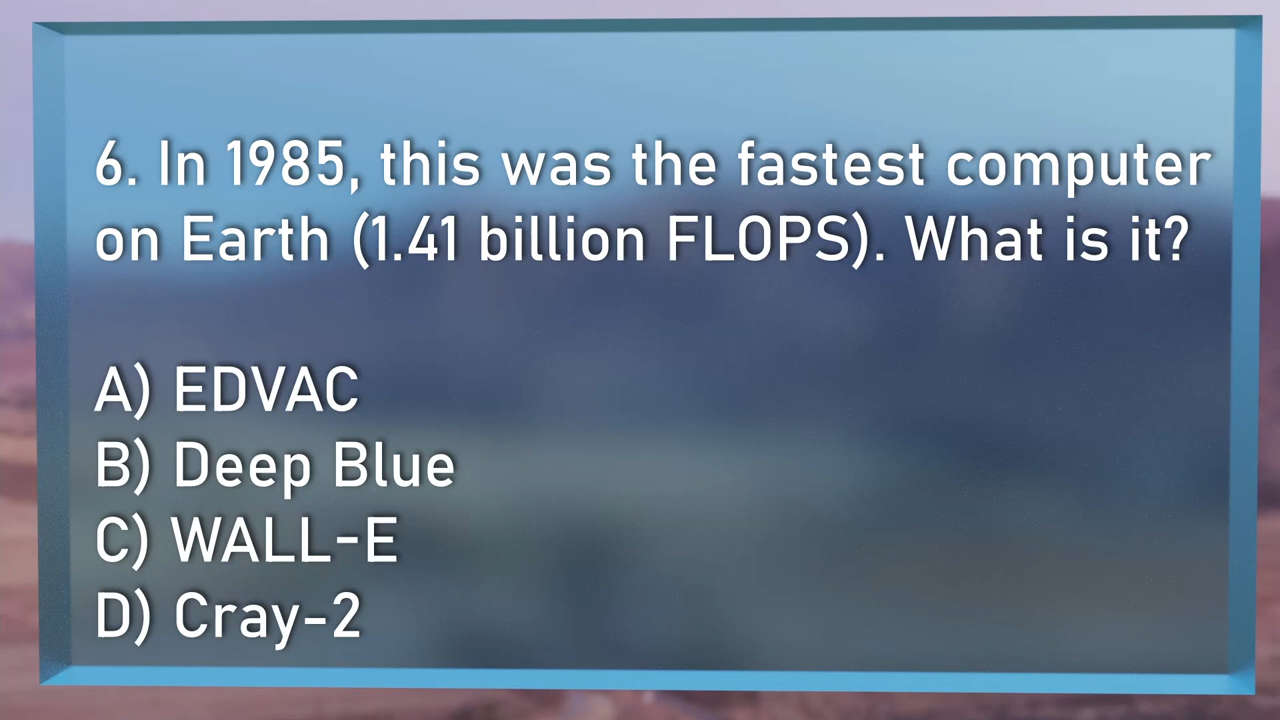 6. In 1985, this was the fastest computer
on Earth (1.41 billion FLOPS). What is it?
A) EDVAC
B) Deep Blue
C) WALL-E
D) Cray-2